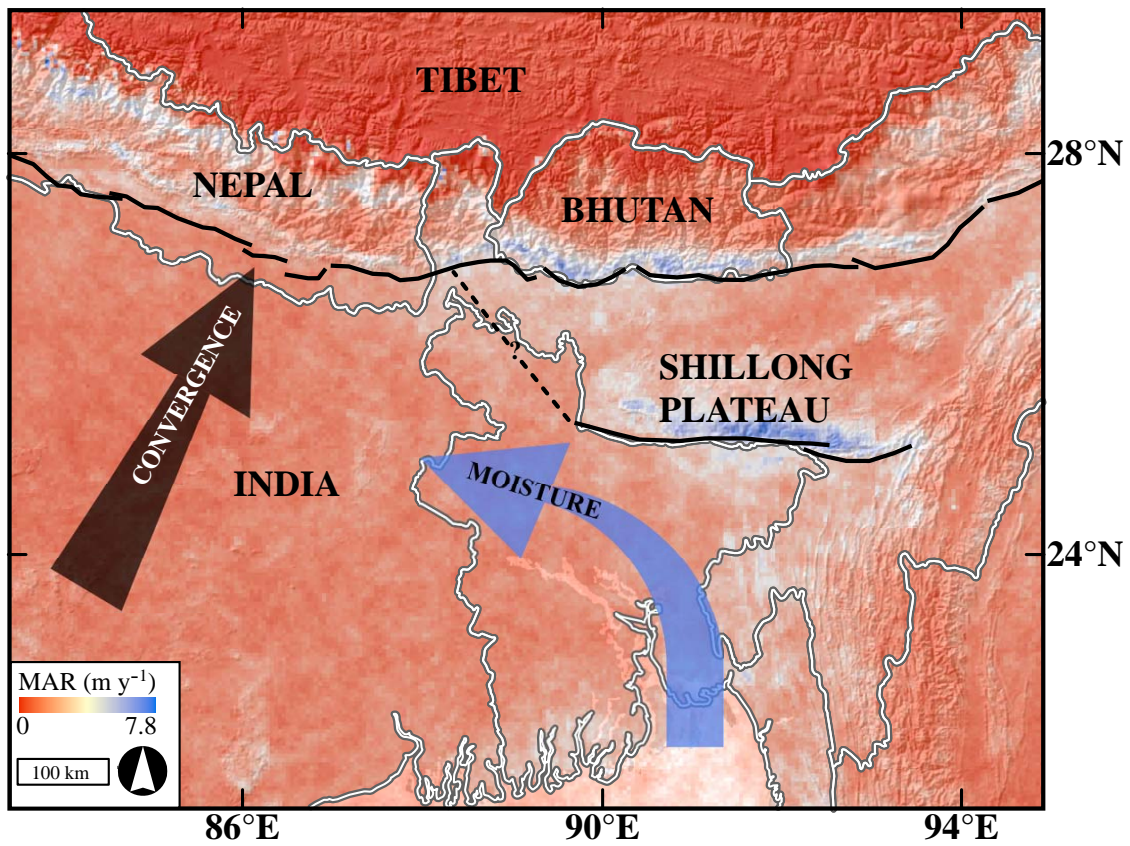 TIBET
28°N
NEPAL
BHUTAN
CONVERGENCE
?
SHILLONG
PLATEAU
INDIA
MOISTURE
24°N
MAR (m y⁻¹)
0 7.8
100 km
86°E 90°E 94°E